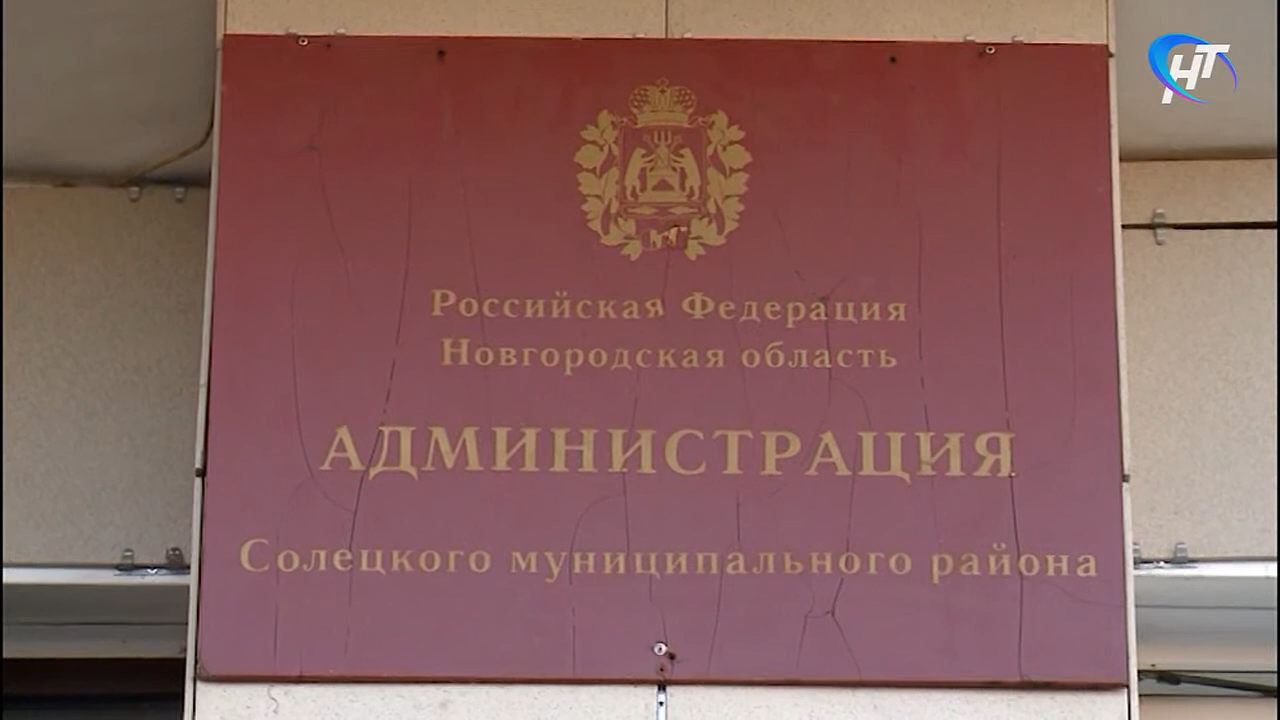 НТ
Российская Федерация
Новгородская область
АДМИНИСТРАЦИЯ
Солецкого муниципального района